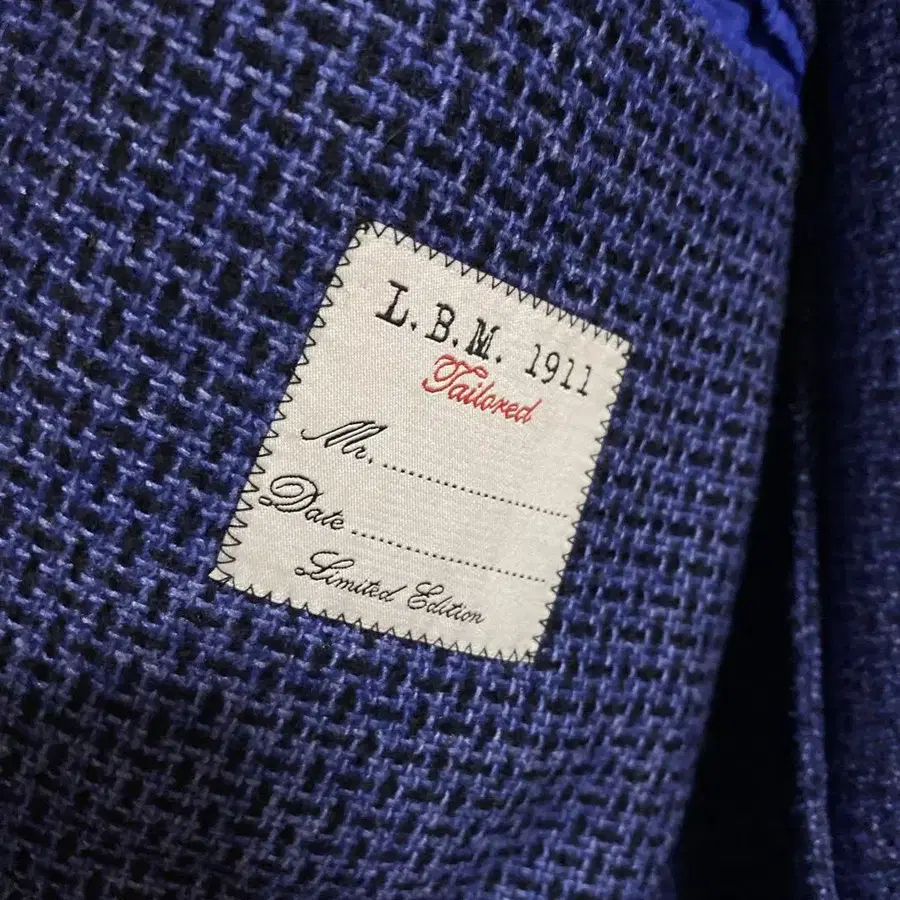 L.B.M. 1911
Tailored
Mr. ....................
Date ....................
Limited Edition